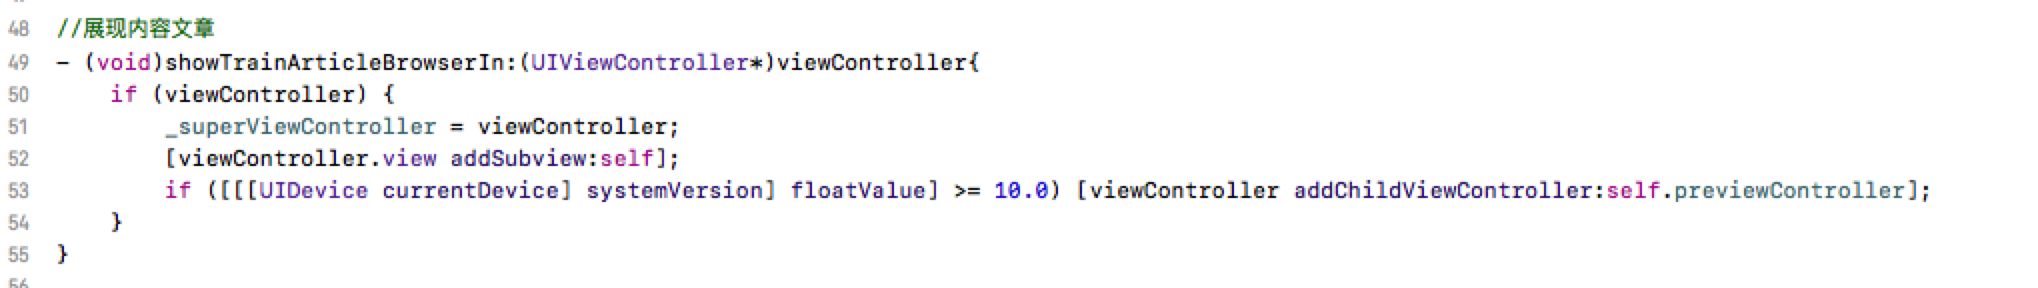 48 //展现内容文章
49 - (void)showTrainArticleBrowserIn:(UIViewController*)viewController{
50 if (viewController) {
51 _superViewController = viewController;
52 [viewController.view addSubview:self];
53 if ([[[UIDevice currentDevice] systemVersion] floatValue] >= 10.0) [viewController addChildViewController:self.previewController];
54 }
55 }
56